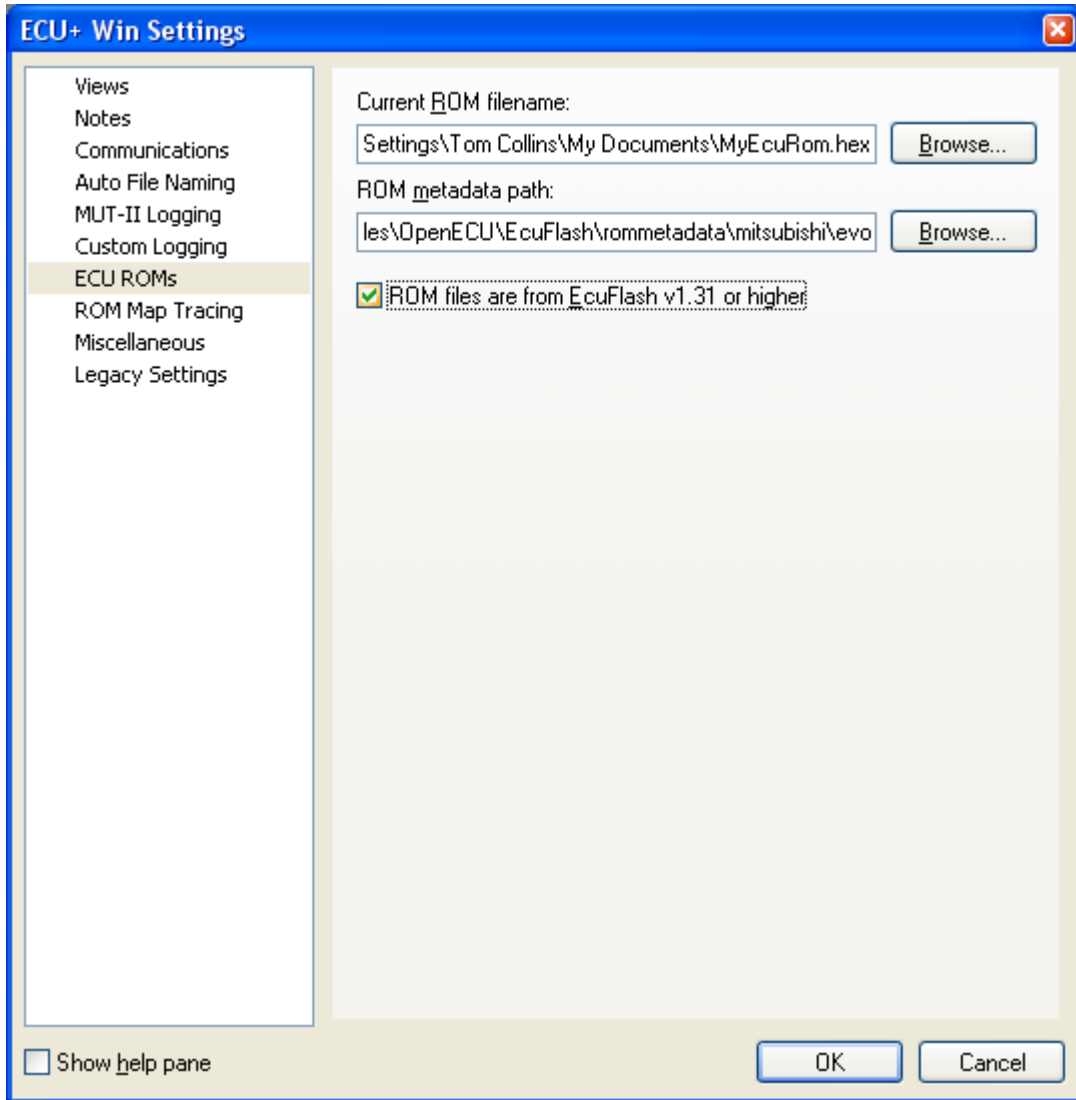 ECU+ Win Settings
Views
Notes
Communications
Auto File Naming
MUT-II Logging
Custom Logging
ECU ROMs
ROM Map Tracing
Miscellaneous
Legacy Settings
Current ROM filename:
Settings\Tom Collins\My Documents\MyEcuRom.hex Browse...
ROM metadata path:
les\OpenECU\EcuFlash\rommetadata\mitsubishi\evo Browse...
ROM files are from EcuFlash v1.31 or higher
Show help pane
OK Cancel